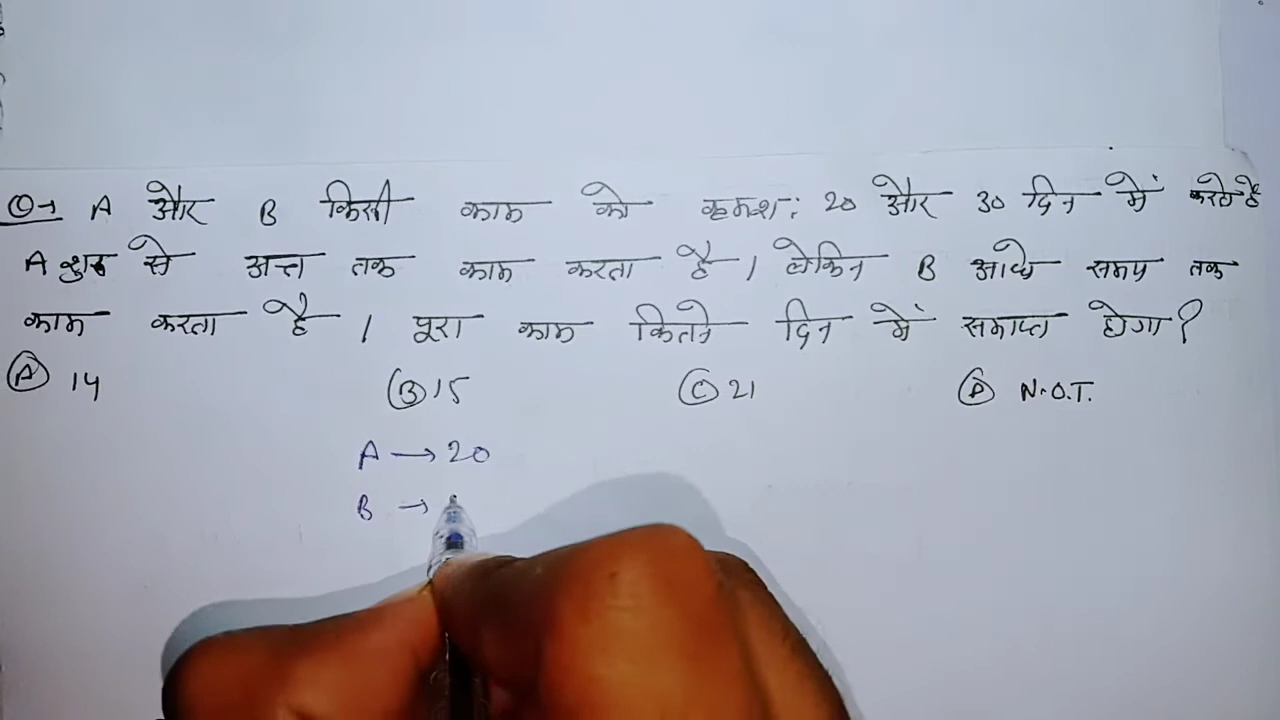 Q→ A और B किसी काम को क्रमश: 20 और 30 दिन में करते हैं
A शुरु से अन्त तक काम करता है । लेकिन B आधे समय तक
काम करता है । पूरा काम कितने दिन में समाप्त होगा ?
(A) 14 (B) 15 (C) 21 (D) N.O.T.
A → 20
B →